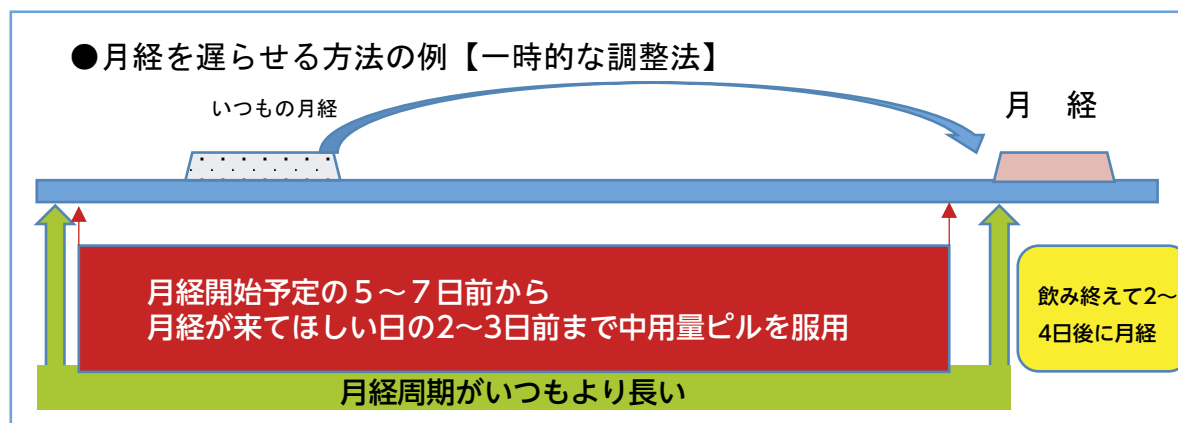 ●月経を遅らせる方法の例【一時的な調整法】
いつもの月経
月 経
月経開始予定の５～７日前から
月経が来てほしい日の2～3日前まで中用量ピルを服用
飲み終えて2～
4日後に月経
月経周期がいつもより長い